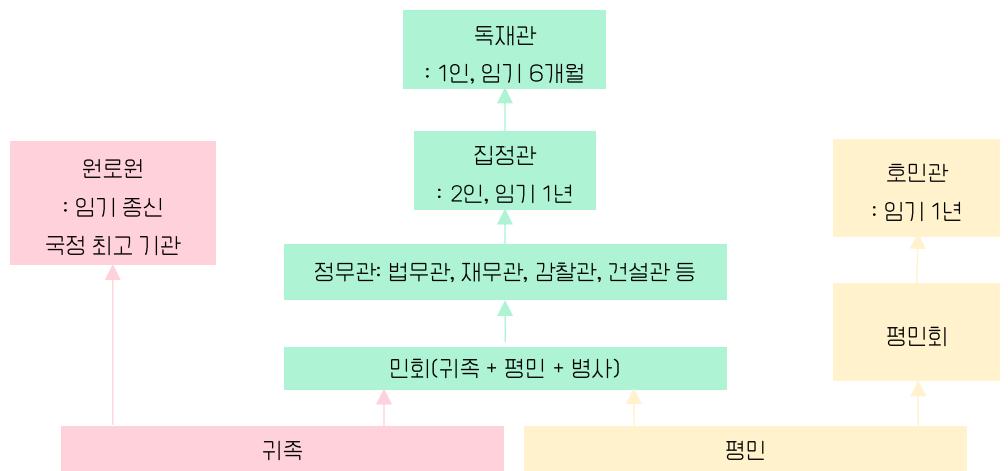 독재관
: 1인, 임기 6개월
집정관
: 2인, 임기 1년
원로원
: 임기 종신
국정 최고 기관
호민관
: 임기 1년
정무관: 법무관, 재무관, 감찰관, 건설관 등
평민회
민회(귀족 + 평민 + 병사)
귀족
평민